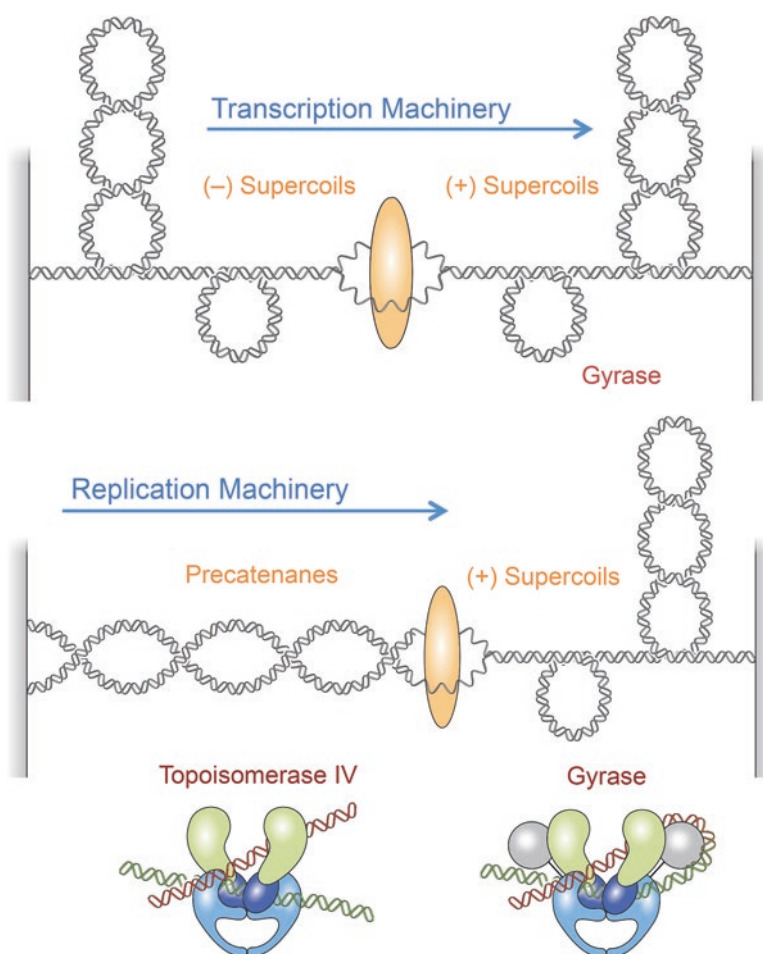 Transcription Machinery
(–) Supercoils
(+) Supercoils
Gyrase
Replication Machinery
Precatenanes
(+) Supercoils
Topoisomerase IV
Gyrase